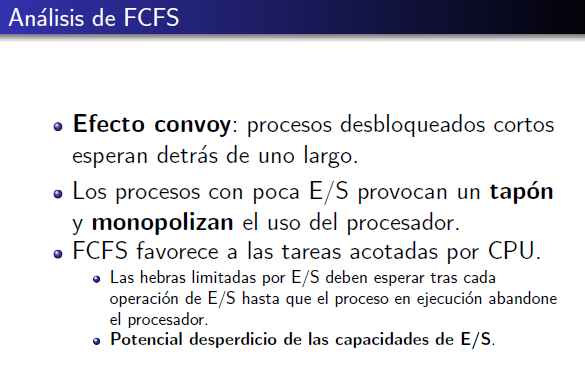 Análisis de FCFS
Efecto convoy: procesos desbloqueados cortos
esperan detrás de uno largo.
Los procesos con poca E/S provocan un tapón
y monopolizan el uso del procesador.
FCFS favorece a las tareas acotadas por CPU.
Las hebras limitadas por E/S deben esperar tras cada
operación de E/S hasta que el proceso en ejecución abandone
el procesador.
Potencial desperdicio de las capacidades de E/S.